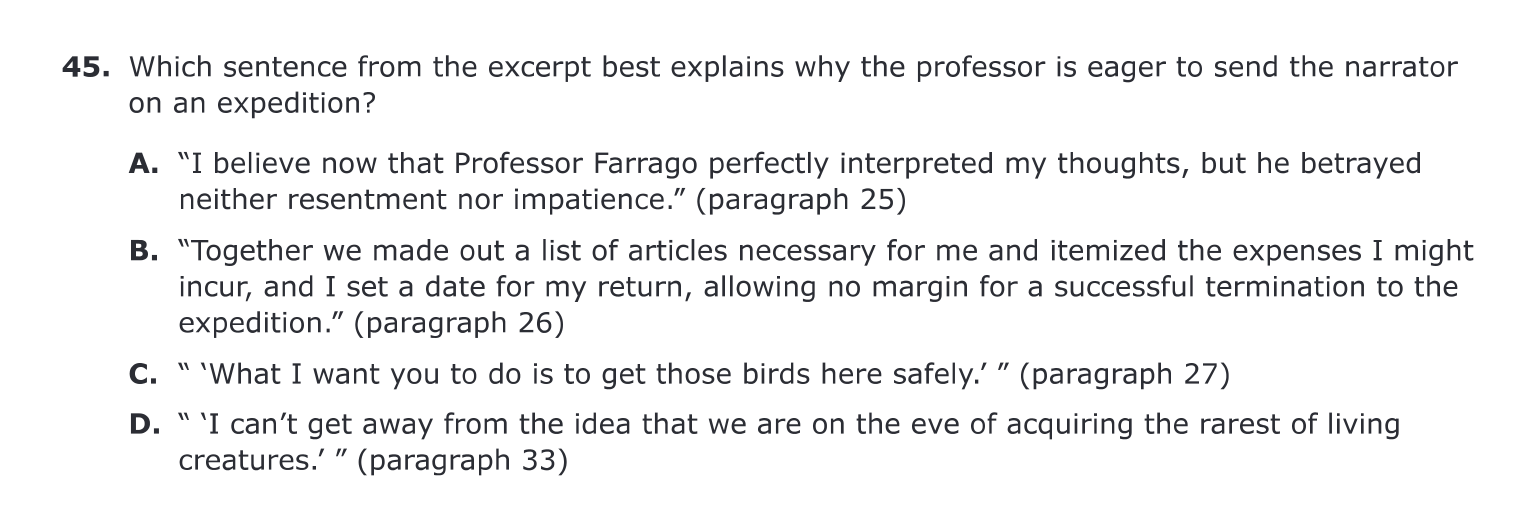 45. Which sentence from the excerpt best explains why the professor is eager to send the narrator
on an expedition?
A. “I believe now that Professor Farrago perfectly interpreted my thoughts, but he betrayed
neither resentment nor impatience.” (paragraph 25)
B. “Together we made out a list of articles necessary for me and itemized the expenses I might
incur, and I set a date for my return, allowing no margin for a successful termination to the
expedition.” (paragraph 26)
C. “ ‘What I want you to do is to get those birds here safely.’ ” (paragraph 27)
D. “ ‘I can’t get away from the idea that we are on the eve of acquiring the rarest of living
creatures.’ ” (paragraph 33)